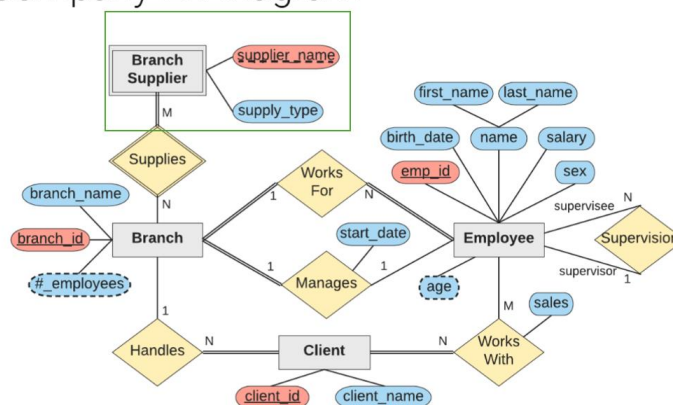 Branch
Supplier
supplier_name
supply_type
M
Supplies
N
first_name
last_name
birth_date
name
salary
emp_id
sex
Works
For
1
N
branch_name
branch_id
#_employees
Branch
start_date
Manages
1
1
Employee
age
supervisee
N
Supervision
supervisor
1
1
Handles
N
Client
N
Works
With
M
sales
client_id
client_name